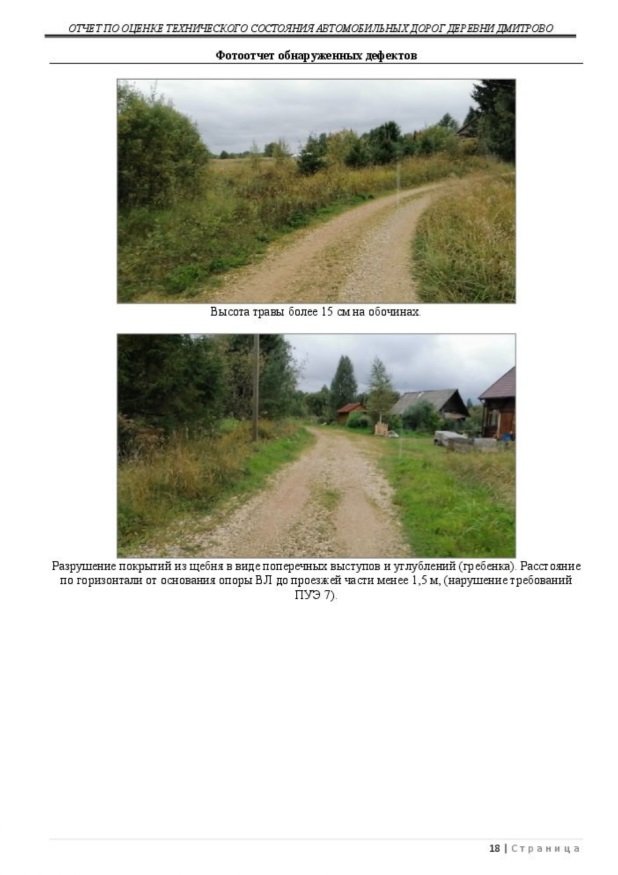 ОТЧЕТ ПО ОЦЕНКЕ ТЕХНИЧЕСКОГО СОСТОЯНИЯ АВТОМОБИЛЬНЫХ ДОРОГ ДЕРЕВНИ ДМИТРОВО
Фотоотчет обнаруженных дефектов
Высота травы более 15 см на обочинах.
Разрушение покрытий из щебня в виде поперечных выступов и углублений (гребенка). Расстояние
по горизонтали от основания опоры ВЛ до проезжей части менее 1,5 м, (нарушение требований
ПУЭ 7).
18 | Страница